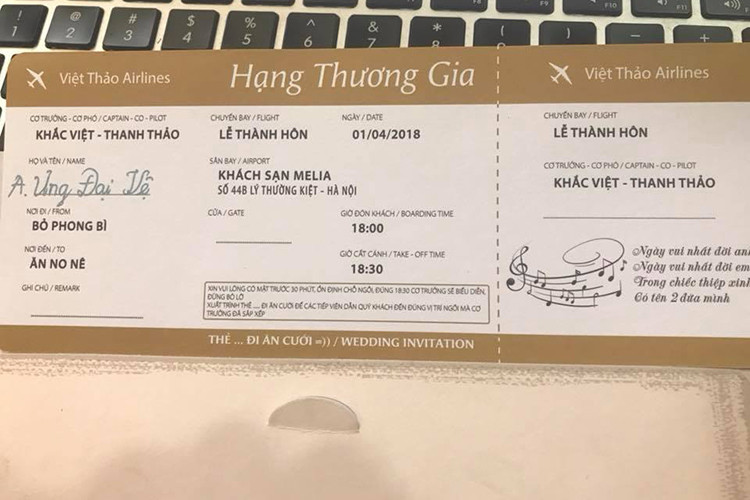 Việt Thảo Airlines
Hạng Thương Gia
CƠ TRƯỞNG - CƠ PHÓ / CAPTAIN - CO - PILOT
KHẮC VIỆT - THANH THẢO
CHUYẾN BAY / FLIGHT
LỄ THÀNH HÔN
NGÀY / DATE
01/04/2018
HỌ VÀ TÊN / NAME
A. Ưng Đại Vệ
SÂN BAY / AIRPORT
KHÁCH SẠN MELIA
SỐ 44B LÝ THƯỜNG KIỆT - HÀ NỘI
NƠI ĐI / FROM
BỎ PHONG BÌ
CỬA / GATE
GIỜ ĐÓN KHÁCH / BOARDING TIME
18:00
NƠI ĐẾN / TO
ĂN NO NÊ
GIỜ CẤT CÁNH / TAKE - OFF TIME
18:30
GHI CHÚ / REMARK
XIN VUI LÒNG CÓ MẶT TRƯỚC 30 PHÚT, ỔN ĐỊNH CHỖ NGỒI, ĐÚNG 18:30 CƠ TRƯỞNG SẼ BIỂU DIỄN,
ĐỪNG BỎ LỠ
XUẤT TRÌNH THẺ .... ĐI ĂN CƯỚI ĐỂ CÁC TIẾP VIÊN DẪN QUÝ KHÁCH ĐẾN ĐÚNG VỊ TRÍ NGỒI MÀ CƠ
TRƯỞNG ĐÃ SẮP XẾP
THẺ ... ĐI ĂN CƯỚI =)) / WEDDING INVITATION
Việt Thảo Airlines
CHUYẾN BAY / FLIGHT
LỄ THÀNH HÔN
CƠ TRƯỞNG - CƠ PHÓ / CAPTAIN - CO - PILOT
KHẮC VIỆT - THANH THẢO
Ngày vui nhất đời anh
Ngày vui nhất đời em
Trong chiếc thiệp xinh
Có tên 2 đứa mình